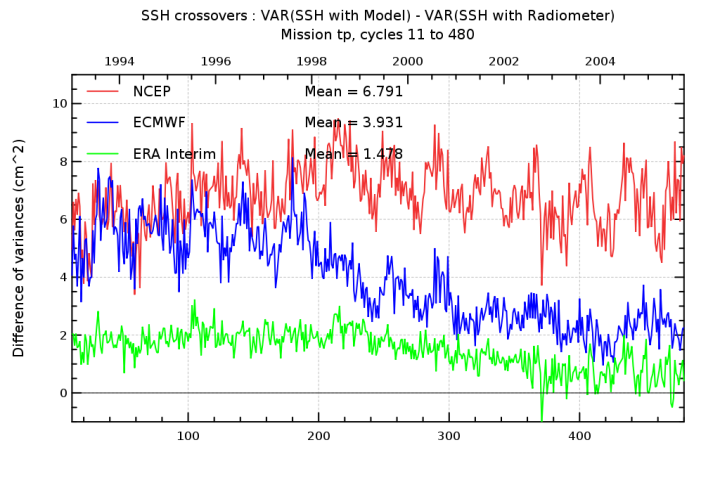 SSH crossovers : VAR(SSH with Model) - VAR(SSH with Radiometer)
Mission tp, cycles 11 to 480
1994 1996 1998 2000 2002 2004
NCEP Mean = 6.791
ECMWF Mean = 3.931
ERA Interim Mean = 1.478
Difference of variances (cm^2)
10
8
6
4
2
0
100 200 300 400